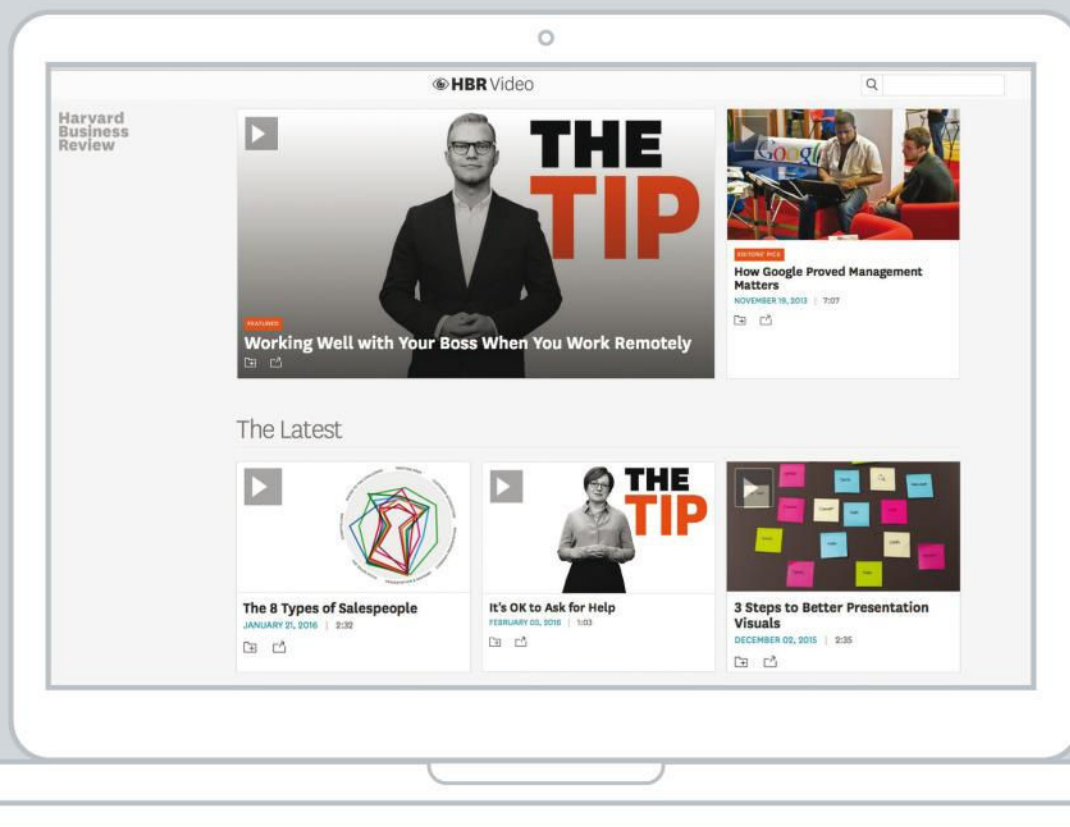 HBR Video
Harvard
Business
Review
THE
TIP
FEATURED
Working Well with Your Boss When You Work Remotely
Google
EDITORS' PICK
How Google Proved Management
Matters
NOVEMBER 19, 2013 | 7:07
The Latest
The 8 Types of Salespeople
JANUARY 21, 2016 | 2:32
THE
TIP
It's OK to Ask for Help
FEBRUARY 05, 2016 | 1:03
3 Steps to Better Presentation
Visuals
DECEMBER 02, 2015 | 2:35